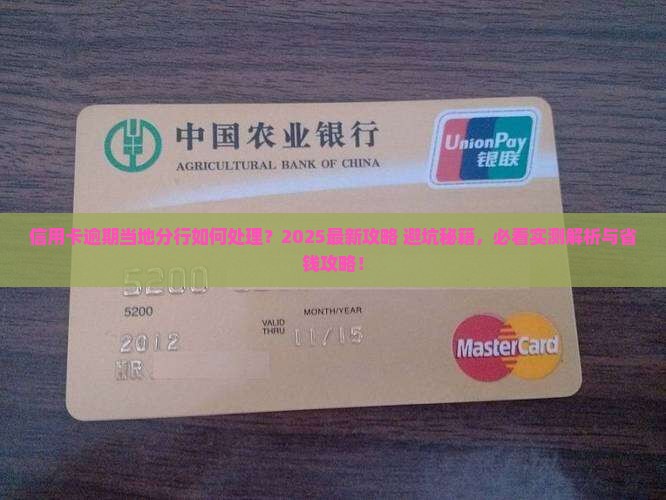 中国农业银行
AGRICULTURAL BANK OF CHINA
UnionPay
银联
信用卡逾期当地分行如何处理？2025最新攻略 避坑秘籍，必看实测解析与省
钱攻略！
5200
5200
MONTH/YEAR
VALID
THRU
11/15
2012
MR
MasterCard